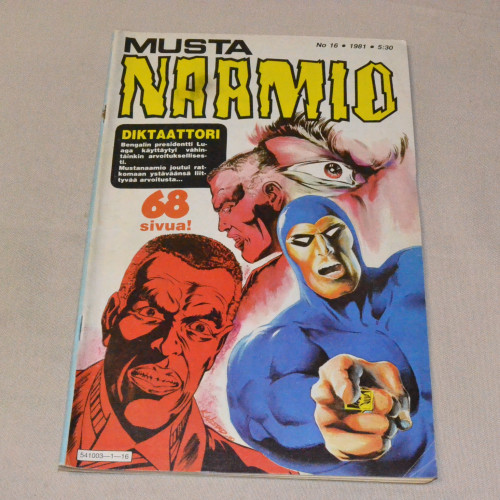 MUSTA
No 16 • 1981 • 5:30
NAAMIO
DIKTAATTORI
Bengalin presidentti Lu-
aga käyttäytyi vähin-
täinkin arvoituksellises-
ti.
Mustanaamio joutui rat-
komaan ystäväänsä liit-
tyvää arvoitusta...
68
sivua!
541003—1—16